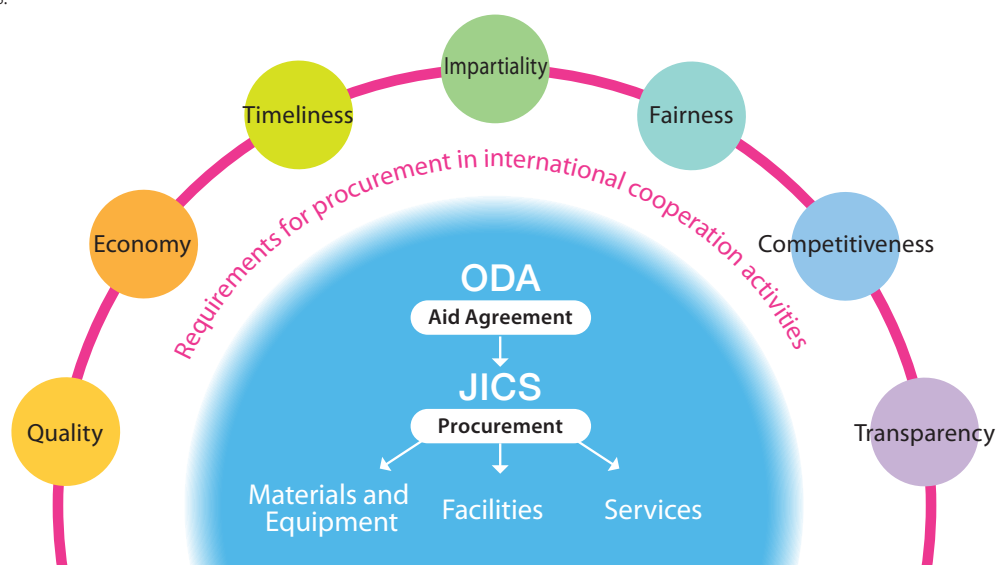 Impartiality
Timeliness
Fairness
Economy
Competitiveness
Quality
Transparency
Requirements for procurement in international cooperation activities
ODA
Aid Agreement
JICS
Procurement
Materials and
Equipment
Facilities
Services